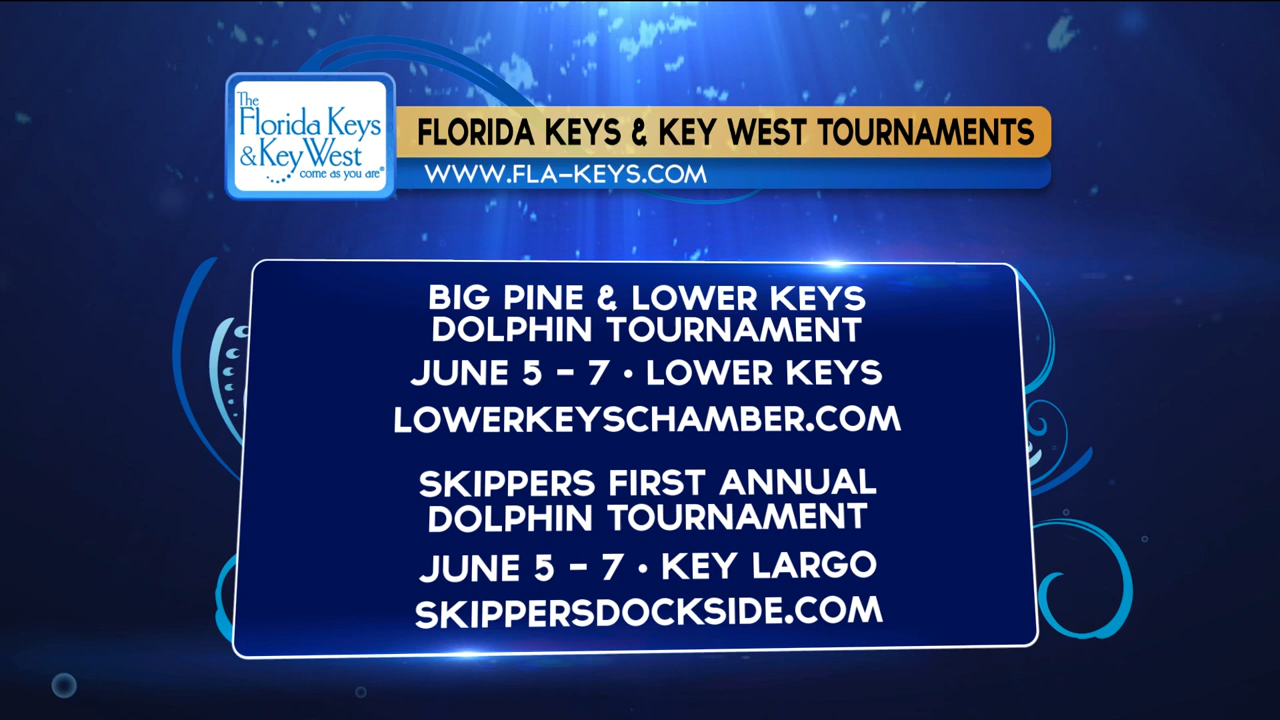 The
Florida Keys
& Key West
come as you are®
FLORIDA KEYS & KEY WEST TOURNAMENTS
WWW.FLA-KEYS.COM
BIG PINE & LOWER KEYS
DOLPHIN TOURNAMENT
JUNE 5 - 7 • LOWER KEYS
LOWERKEYSCHAMBER.COM
SKIPPERS FIRST ANNUAL
DOLPHIN TOURNAMENT
JUNE 5 - 7 • KEY LARGO
SKIPPERSDOCKSIDE.COM